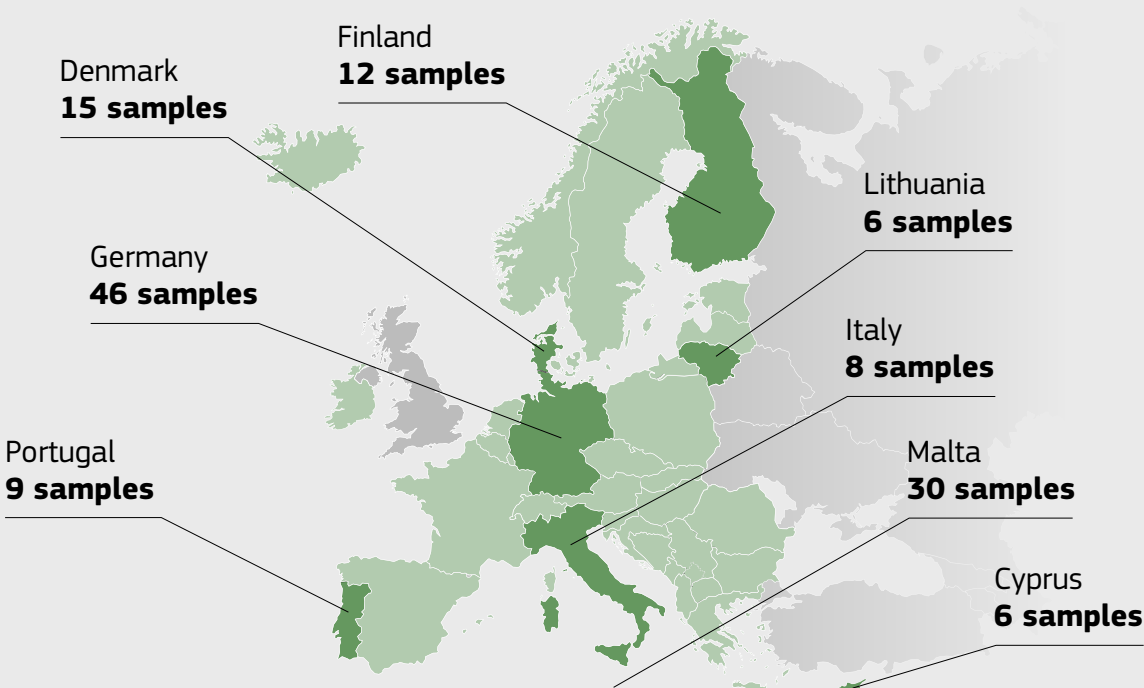 Finland
12 samples
Denmark
15 samples
Lithuania
6 samples
Germany
46 samples
Italy
8 samples
Portugal
9 samples
Malta
30 samples
Cyprus
6 samples